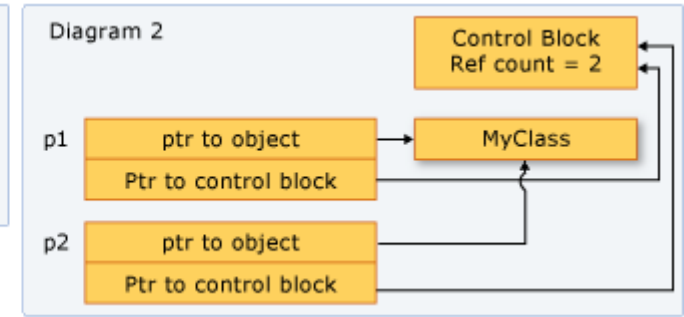 Diagram 2
Control Block
Ref count = 2
p1
ptr to object
MyClass
Ptr to control block
p2
ptr to object
Ptr to control block